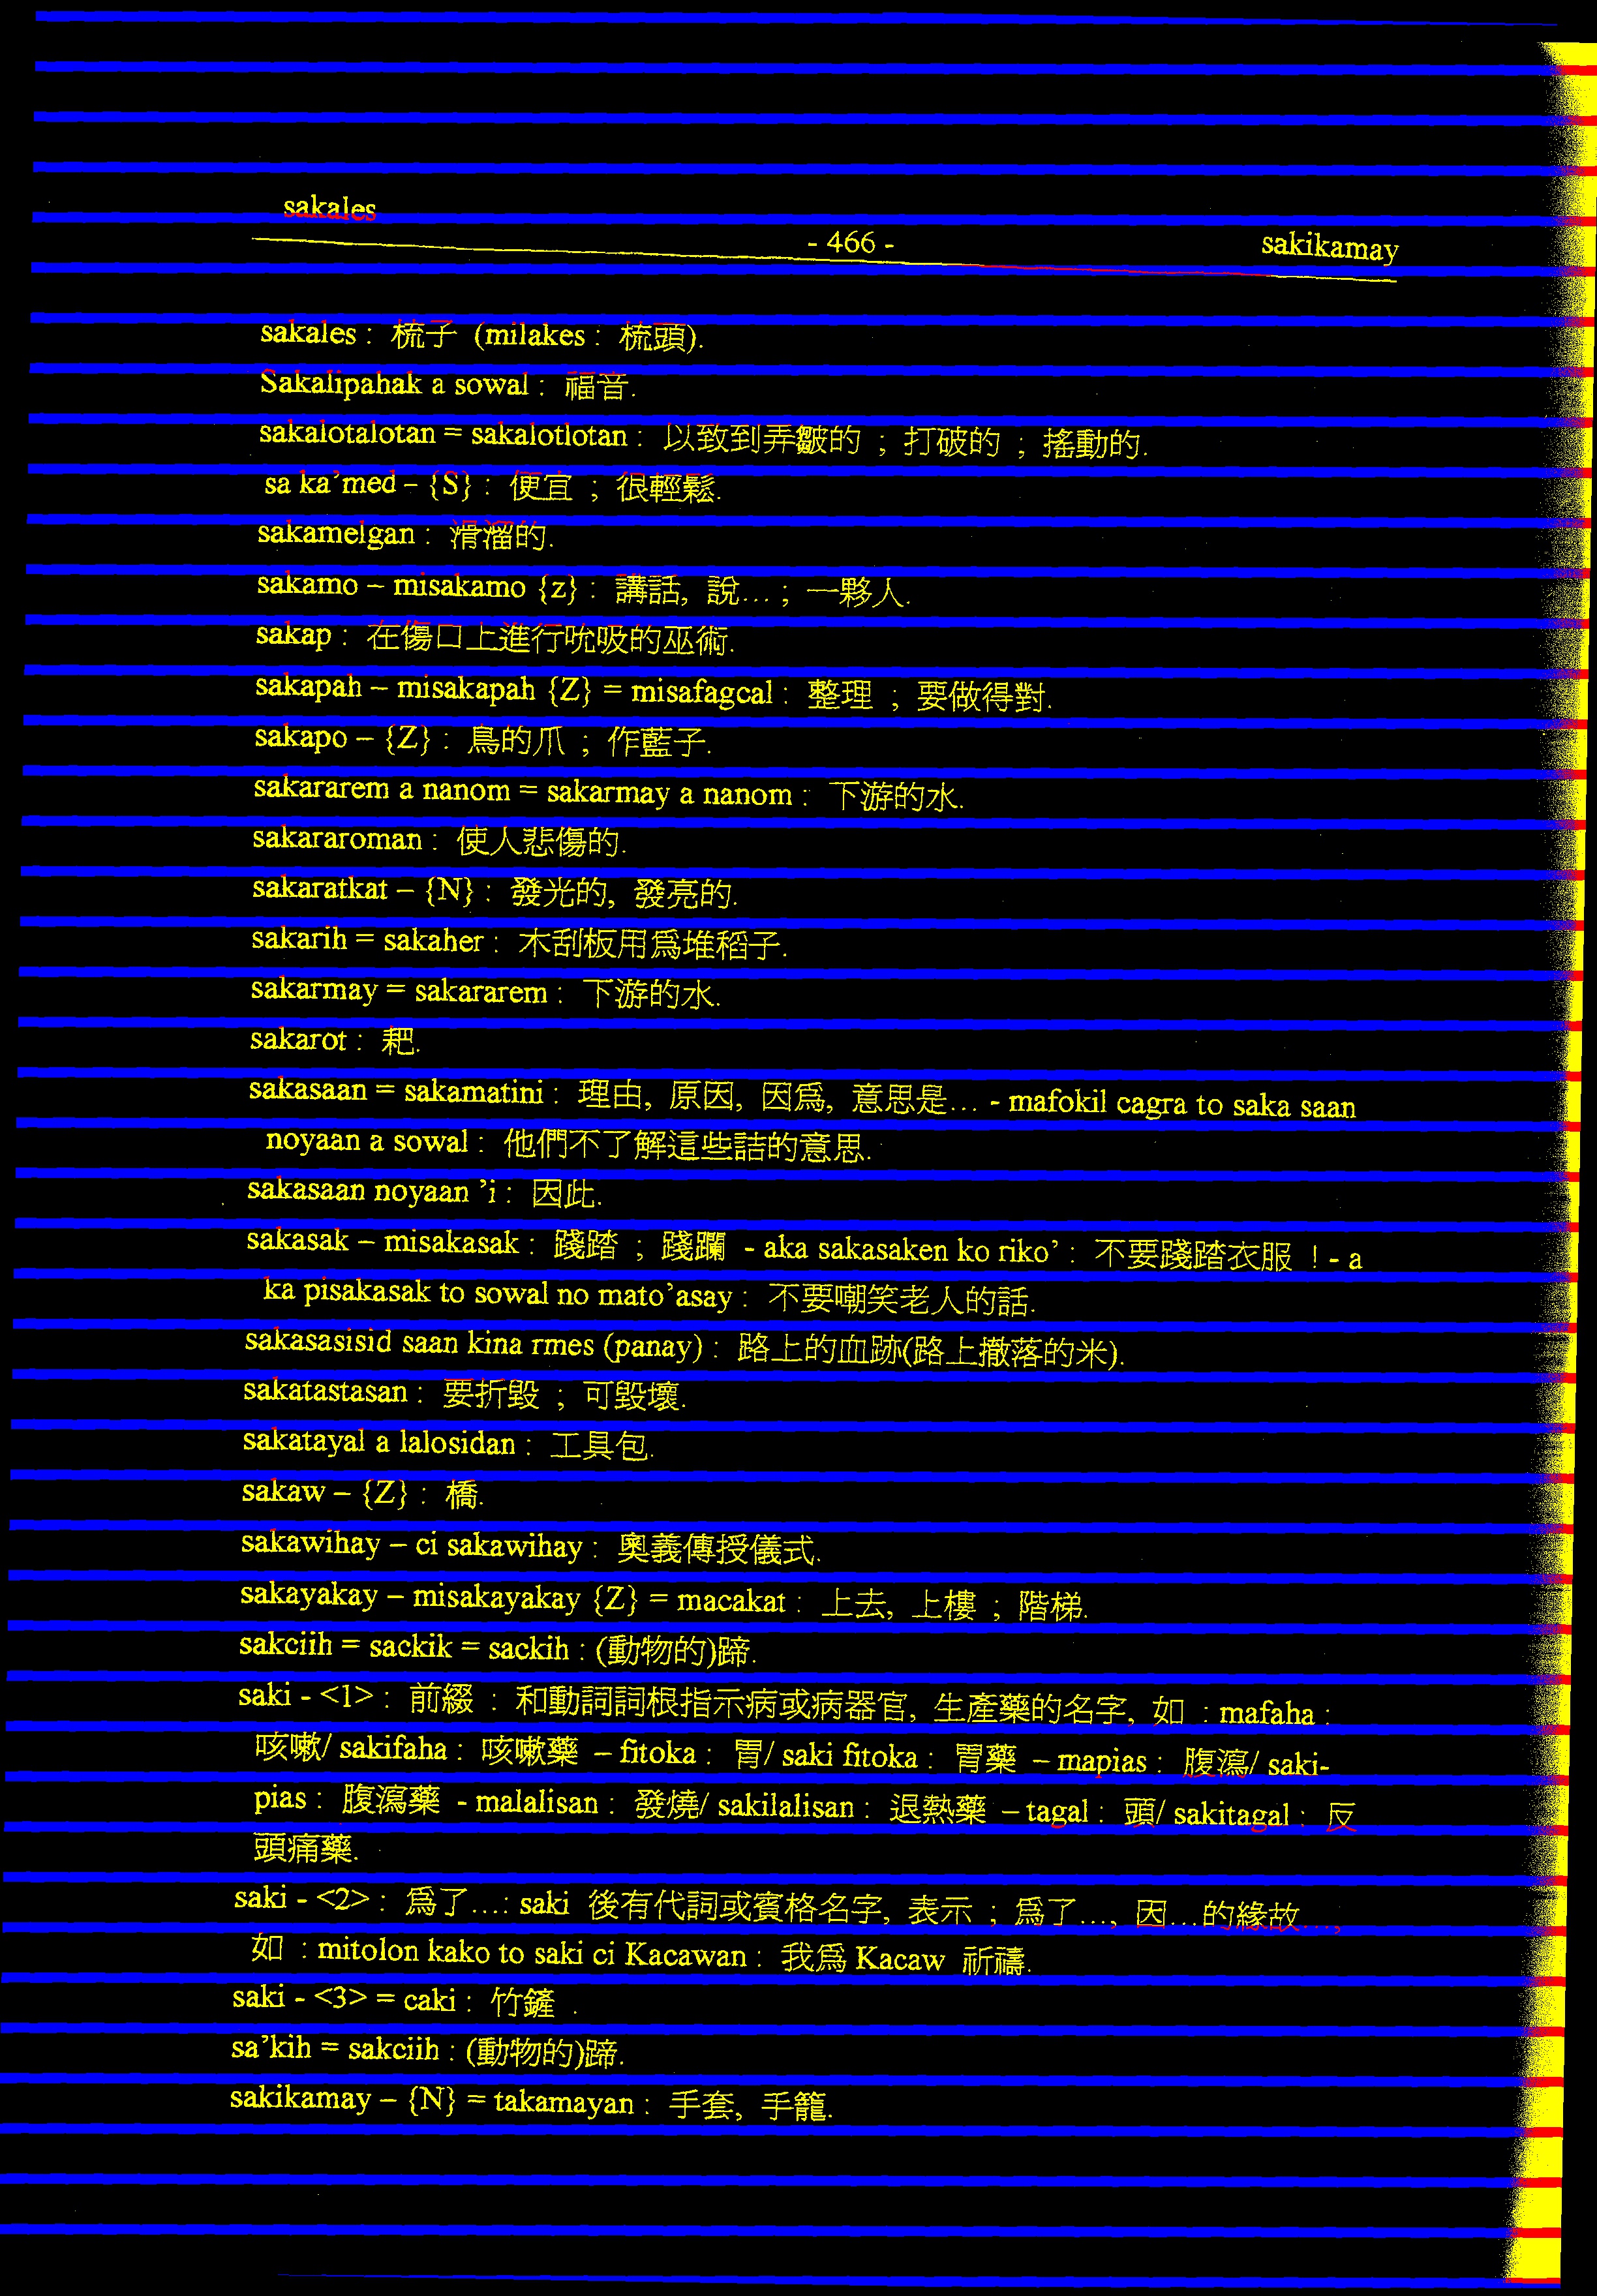 sakales
- 466 -
sakikamay
sakales : 梳子 (milakes : 梳頭).
Sakalipahak a sowal : 福音.
sakalotalotan = sakalotlotan : 以致到弄皺的 ; 打破的 ; 搖動的.
sa ka’med – {S} : 便宜 ; 很輕鬆.
sakamelgan : 滑溜的.
sakamo – misakamo {z} : 講話, 說... ; 一夥人.
sakap : 在傷口上進行吮吸的巫術.
sakapah – misakapah {Z} = misafagcal : 整理 ; 要做得對.
sakapo – {Z} : 鳥的爪 ; 作藍子.
sakararem a nanom = sakarmay a nanom : 下游的水.
sakararoman : 使人悲傷的.
sakaratkat – {N} : 發光的, 發亮的.
sakarih = sakaher : 木刮板用爲堆稻子.
sakarmay = sakararem : 下游的水.
sakarot : 耙.
sakasaan = sakamatini : 理由, 原因, 因爲, 意思是... - mafokil cagra to saka saan
noyaan a sowal : 他們不了解這些詰的意思.
sakasaan noyaan ’i : 因此.
sakasak – misakasak : 踐踏 ; 踐躪 - aka sakasaken ko riko’ : 不要踐踏衣服 ! - a
ka pisakasak to sowal no mato’asay : 不要嘲笑老人的話.
sakasasisid saan kina rmes (panay) : 路上的血跡(路上撤落的米).
sakatastasan : 要折毀 ; 可毀壞.
sakatayal a lalosidan : 工具包.
sakaw – {Z} : 橋.
sakawihay – ci sakawihay : 奧義傳授儀式.
sakayakay – misakayakay {Z} = macakat : 上去, 上樓 ; 階梯.
sakciih = sackik = sackih : (動物的)蹄.
saki - <1> : 前綴 : 和動詞詞根指示病或病器官, 生產藥的名字, 如 : mafaha :
咳嗽/ sakifaha : 咳嗽藥 – fitoka : 胃/ saki fitoka : 胃藥 – mapias : 腹瀉/ saki-
pias : 腹瀉藥 - malalisan : 發燒/ sakilalisan : 退熱藥 – tagal : 頭/ sakitagal : 反
頭痛藥.
saki - <2> : 爲了...: saki 後有代詞或賓格名字, 表示 ; 爲了..., 因...的緣故...,
如 : mitolon kako to saki ci Kacawan : 我爲 Kacaw 祈禱.
saki - <3> = caki : 竹鏟 .
sa’kih = sakciih : (動物的)蹄.
sakikamay – {N} = takamayan : 手套, 手籠.